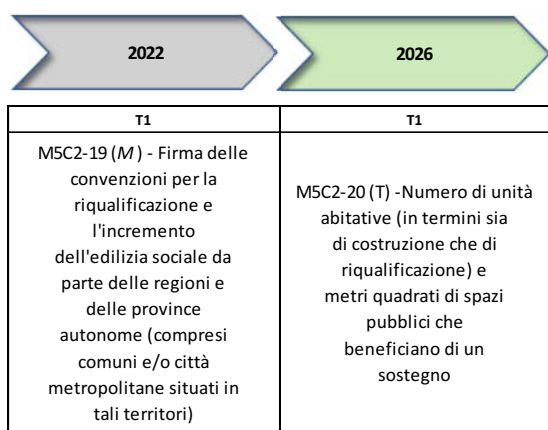 2022
2026
T1
T1
M5C2-19 (M ) - Firma delle
convenzioni per la
riqualificazione e
l'incremento
dell'edilizia sociale da
parte delle regioni e
delle province
autonome (compresi
comuni e/o città
metropolitane situati in
tali territori)
M5C2-20 (T) -Numero di unità
abitative (in termini sia
di costruzione che di
riqualificazione) e
metri quadrati di spazi
pubblici che
beneficiano di un
sostegno